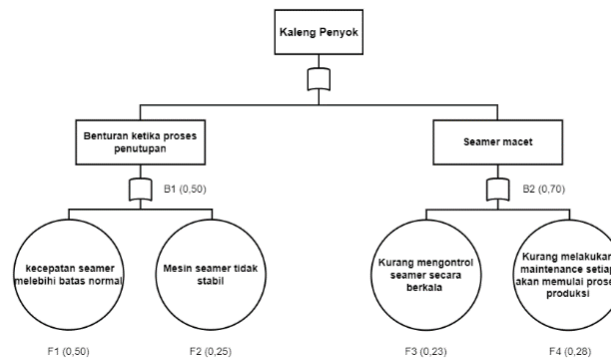 Kaleng Penyok
Benturan ketika proses
penutupan
Seamer macet
B1 (0,50)
B2 (0,70)
kecepatan seamer
melebihi batas normal
Mesin seamer tidak
stabil
Kurang mengontrol
seamer secara
berkala
Kurang melakukan
maintenance setiap
akan memulai proses
produksi
F1 (0,50)
F2 (0,25)
F3 (0,23)
F4 (0,28)